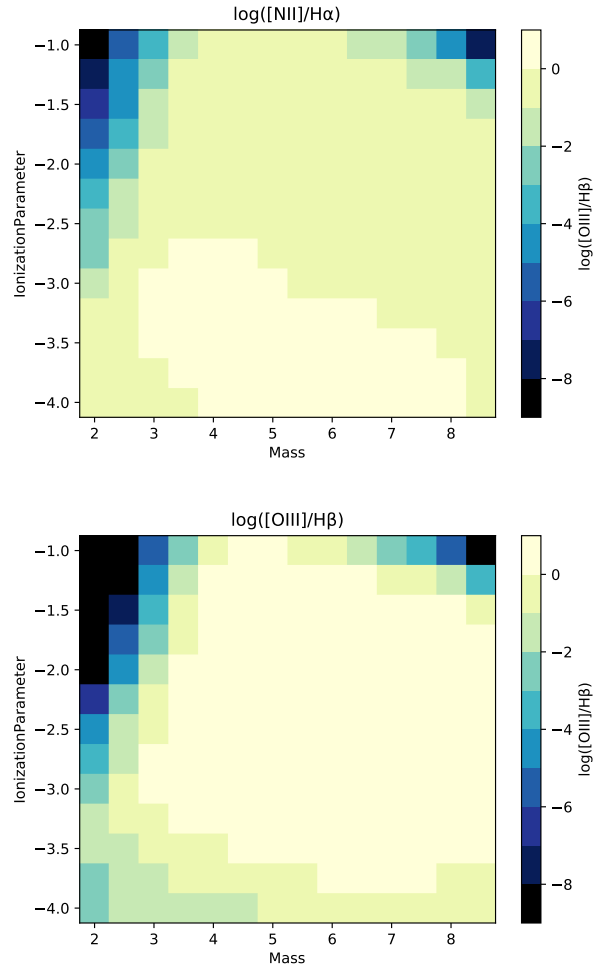 log([NII]/Hα)
−1.0
−1.5
−2.0
−2.5
−3.0
−3.5
−4.0
IonizationParameter
2 3 4 5 6 7 8
Mass
0
−2
−4
−6
−8
log([OIII]/Hβ)
log([OIII]/Hβ)
−1.0
−1.5
−2.0
−2.5
−3.0
−3.5
−4.0
IonizationParameter
2 3 4 5 6 7 8
Mass
0
−2
−4
−6
−8
log([OIII]/Hβ)